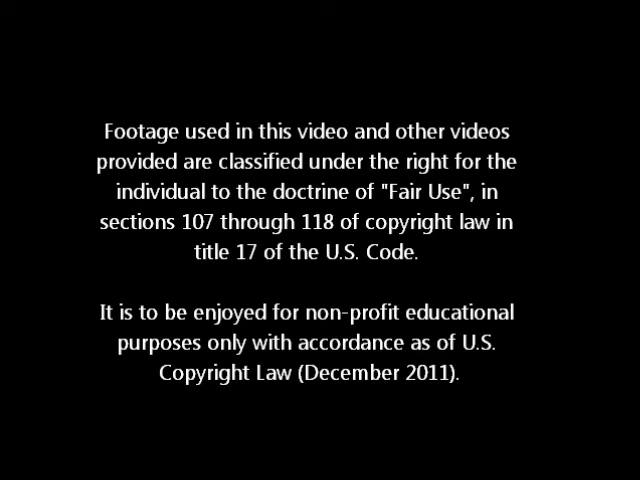 Footage used in this video and other videos
provided are classified under the right for the
individual to the doctrine of "Fair Use", in
sections 107 through 118 of copyright law in
title 17 of the U.S. Code.
It is to be enjoyed for non-profit educational
purposes only with accordance as of U.S.
Copyright Law (December 2011).